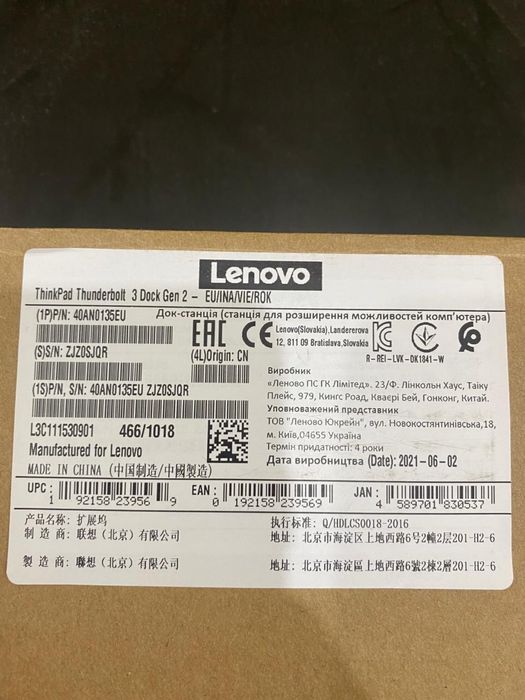 Lenovo
ThinkPad Thunderbolt 3 Dock Gen 2 - EU/INA/VIE/ROK
(1P)P/N: 40AN0135EU
Док-станція (станція для розширення можливостей комп'ютера)
EAC CE Lenovo(Slovakia),Landererova
12, 811 09 Bratislava,Slovakia
R-REI-LVK-DK1841-W
(S)S/N: ZJZ0SJQR
(4L)Origin: CN
(1S)P/N, S/N: 40AN0135EU ZJZ0SJQR
Виробник
«Леново ПС ГК Лімітед». 23/Ф. Лінкольн Хаус, Таіку
Плейс, 979, Кингс Роад, Кваєрі Бей, Гонконг, Китай.
Уповноважений представник
ТОВ "Леново Юкрейн", вул. Новокостянтинівська,18,
м. Київ,04655 Україна
Термін придатності: 4 роки
Дата виробництва (Date): 2021-06-02
L3C111530901 466/1018
Manufactured for Lenovo
MADE IN CHINA (中国制造/中國製造)
UPC: 1 92158 23956 9
EAN: 0 192158 239569
JAN: 4 589701 830537
产品名称: 扩展坞
执行标准: Q/HDLCS0018-2016
制 造 商: 联想（北京）有限公司
地址: 北京市海淀区上地西路6号2幢2层201-H2-6
製 造 商: 聯想（北京）有限公司
地址: 北京市海淀區上地西路6號2棟2層201-H2-6